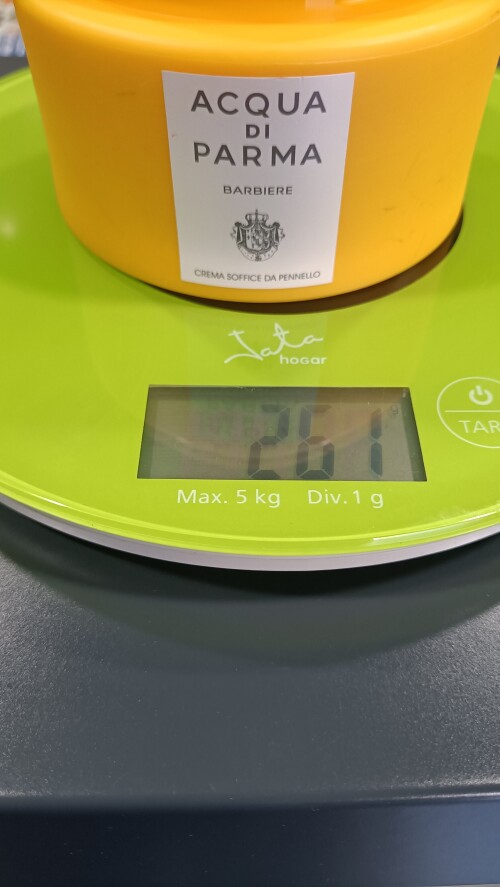 ACQUA
DI
PARMA
BARBIERE
CREMA SOFFICE DA PENNELLO
Jata
hogar
261
TAR
Max. 5 kg Div. 1 g